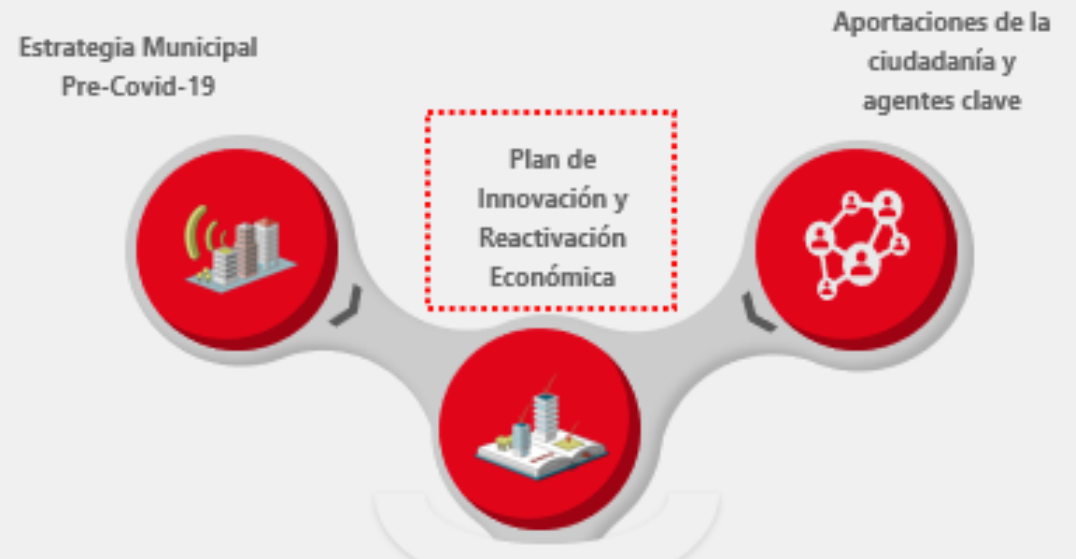 Estrategia Municipal
Pre-Covid-19
Plan de
Innovación y
Reactivación
Económica
Aportaciones de la
ciudadanía y
agentes clave